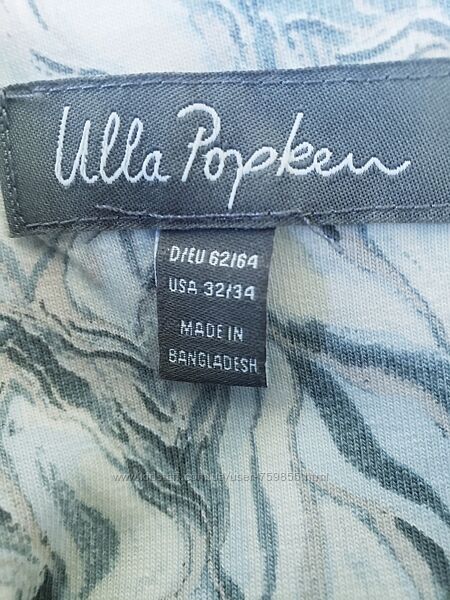 Ulla Popken
D/EU 62/64
USA 32/34
MADE IN
BANGLADESH